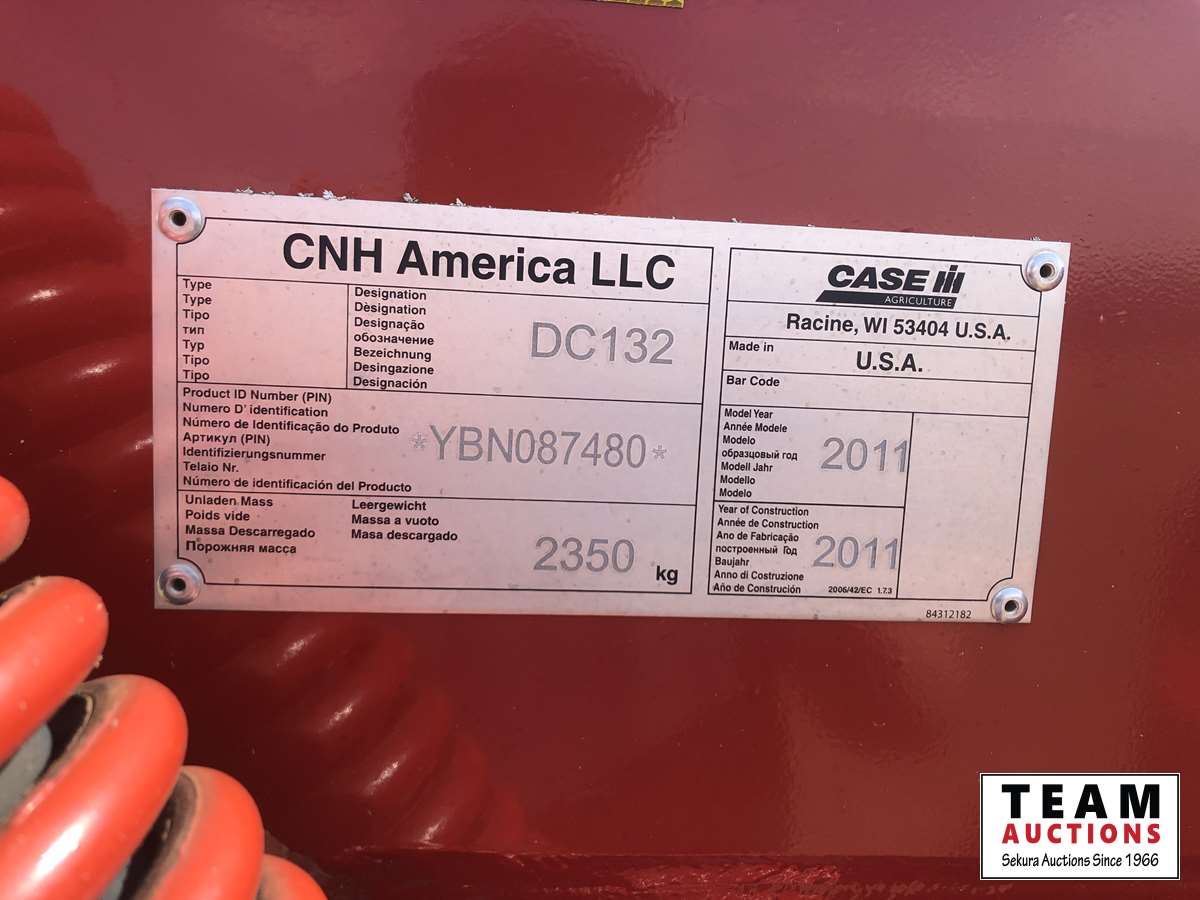 CNH America LLC
Type
Type
Tipo
тип
Typ
Tipo
Tipo
Designation
Dèsignation
Designação
обозначение
Bezeichnung
Desingazione
Designación
DC132
Product ID Number (PIN)
Numero D' identification
Número de Identificação do Produto
Артикул (PIN)
Identifizierungsnummer
Telaio Nr.
Número de identificación del Producto
*YBN087480*
Unladen Mass
Poids vide
Massa Descarregado
Порожняя масса
Leergewicht
Massa a vuoto
Masa descargado
2350 kg
CASE IH
AGRICULTURE
Racine, WI 53404 U.S.A.
Made in U.S.A.
Bar Code
Model Year
Année Modele
Modelo
образцовый год
Modell Jahr
Modello
Modelo
2011
Year of Construction
Année de Construction
Ano de Fabricação
построенный Год
Baujahr
Anno di Costruzione
Año de Construción
2011
2006/42/EC 1.7.3
84312182
TEAM
AUCTIONS
Sekura Auctions Since 1966